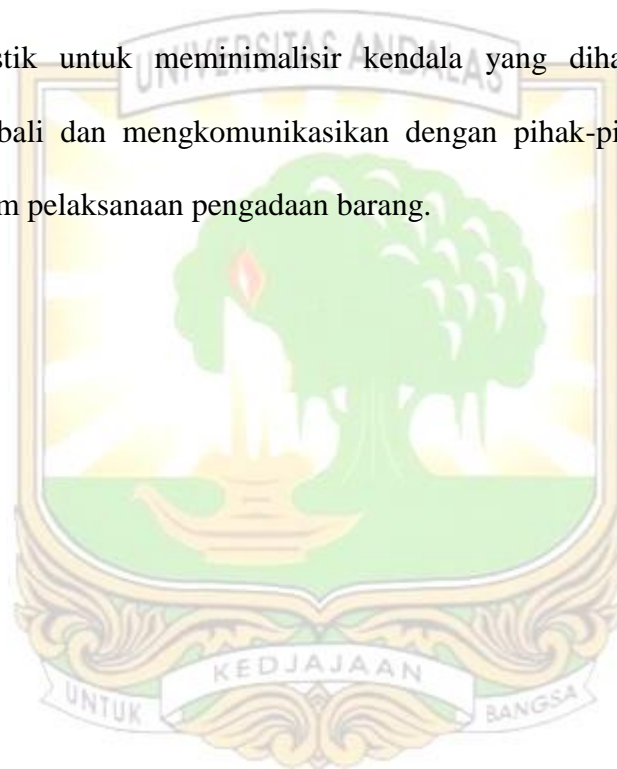 UNIVERSITAS ANDALAS
stik untuk meminimalisir kendala yang diha
bali dan mengkomunikasikan dengan pihak-pi
m pelaksanaan pengadaan barang.
KEDJAJAAN
UNTUK BANGSA